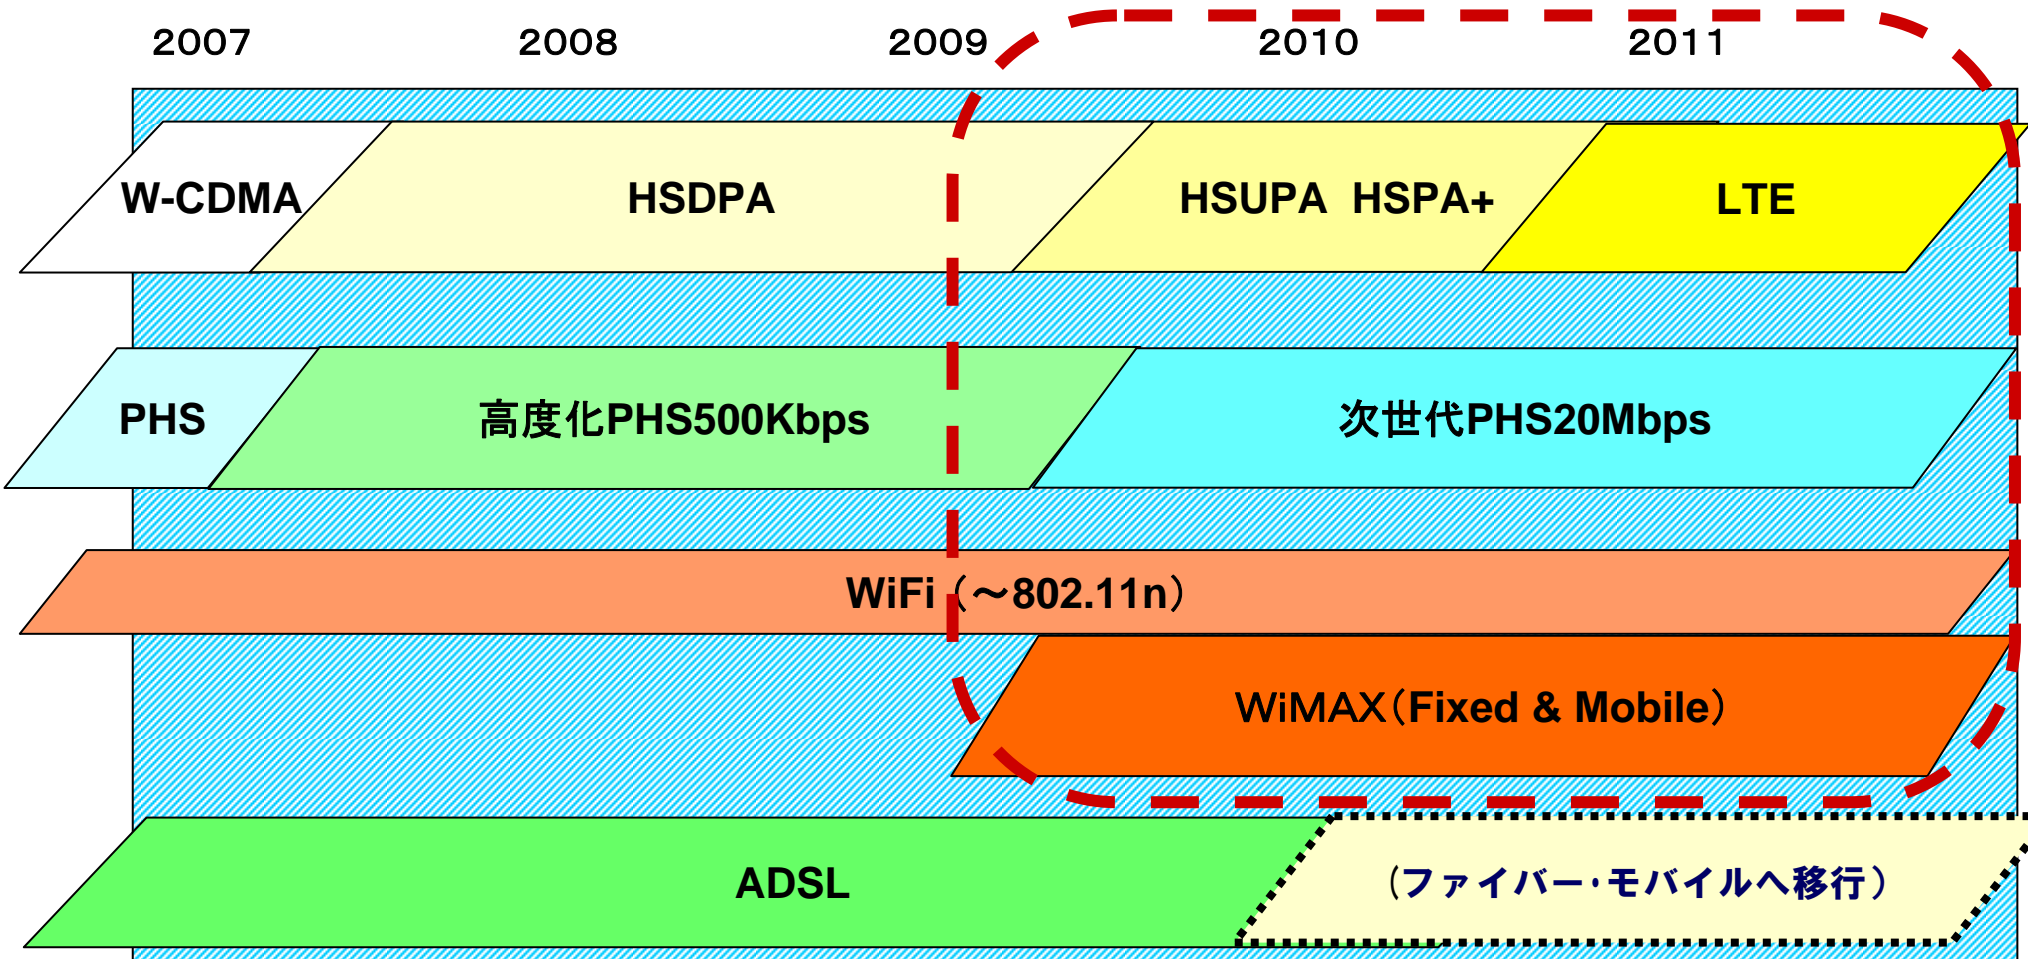 2007 2008 2009 2010 2011
W-CDMA HSDPA HSUPA HSPA+ LTE
PHS 高度化PHS500Kbps 次世代PHS20Mbps
WiFi（～802.11n）
WiMAX（Fixed & Mobile）
ADSL （ファイバー・モバイルへ移行）